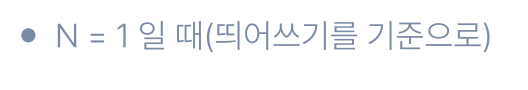 • N = 1 일 때(띄어쓰기를 기준으로)